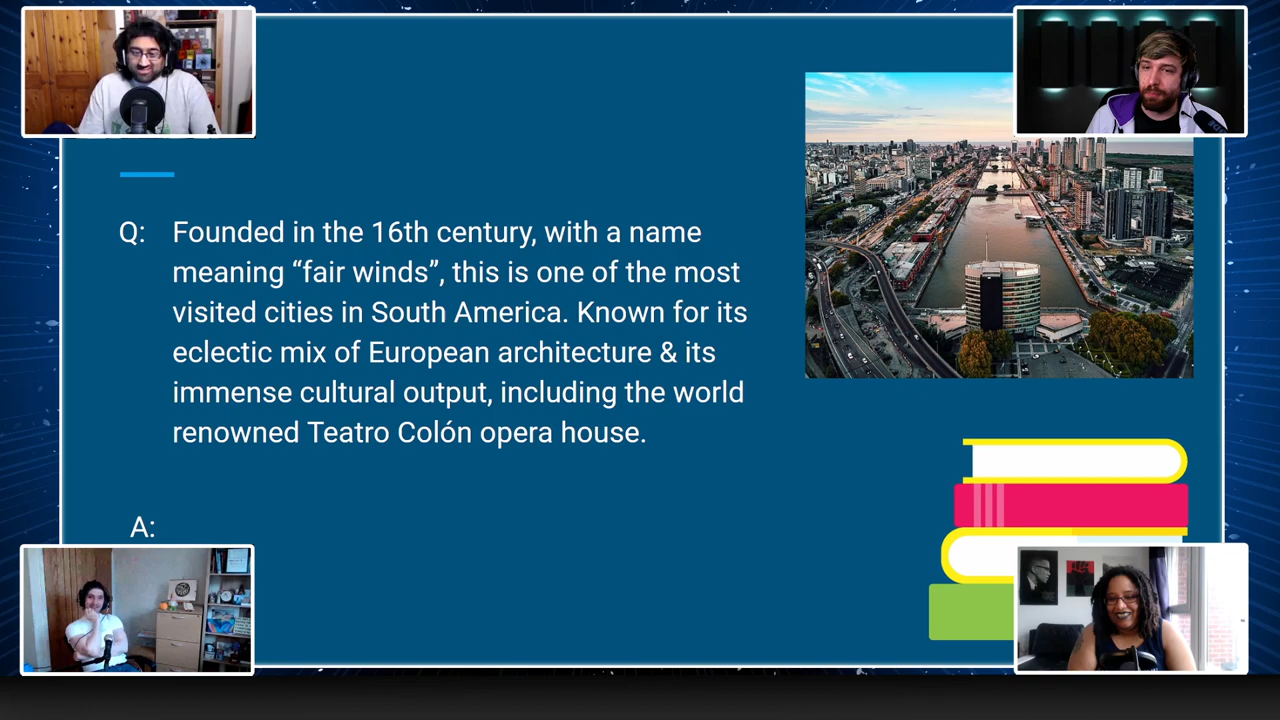 Q: Founded in the 16th century, with a name
meaning “fair winds”, this is one of the most
visited cities in South America. Known for its
eclectic mix of European architecture & its
immense cultural output, including the world
renowned Teatro Colón opera house.
A: